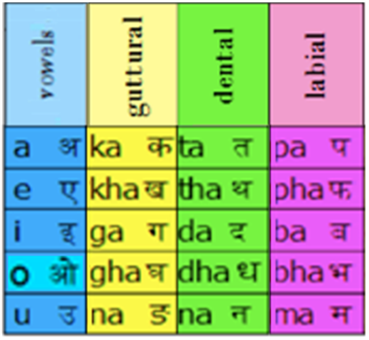 vowels guttural dental labial
a अ ka क ta त pa प
e ए kha ख tha थ pha फ
i इ ga ग da द ba व
o ओ gha घ dha ध bha भ
u उ na ङ na न ma म